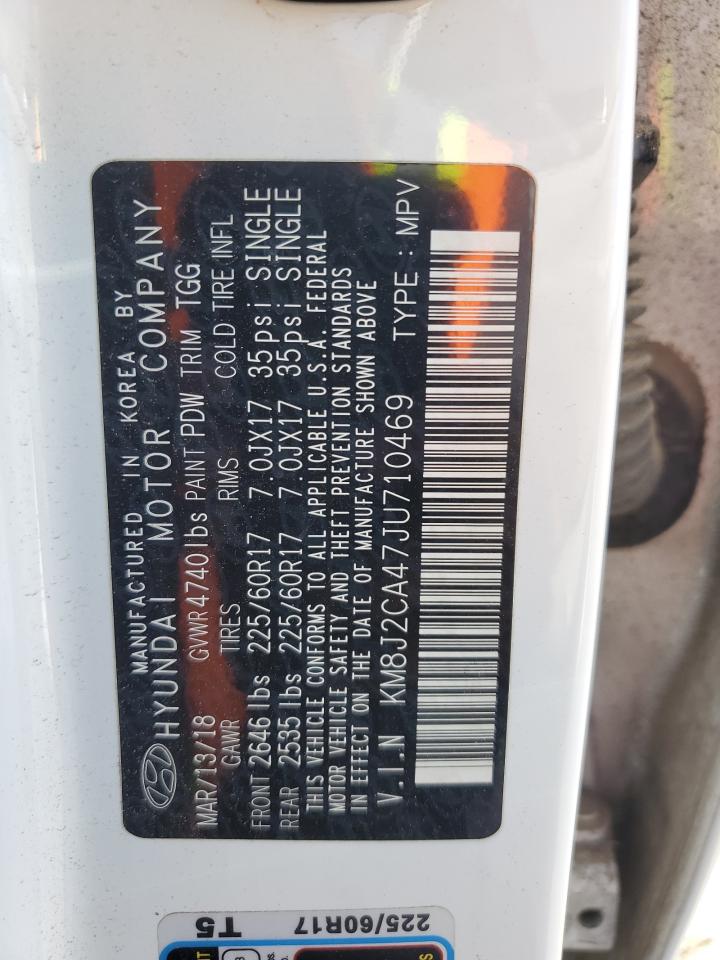 MANUFACTURED IN KOREA BY
HYUNDAI MOTOR COMPANY
MAR/13/18 GVWR 4740 lbs PAINT PDW TRIM TGG
GAWR TIRES RIMS COLD TIRE INFL
FRONT 2646 lbs 225/60R17 7.0JX17 35psi SINGLE
REAR 2535 lbs 225/60R17 7.0JX17 35psi SINGLE
THIS VEHICLE CONFORMS TO ALL APPLICABLE U.S.A. FEDERAL
MOTOR VEHICLE SAFETY AND THEFT PREVENTION STANDARDS
IN EFFECT ON THE DATE OF MANUFACTURE SHOWN ABOVE
V.I.N KM8J2CA47JU710469 TYPE : MPV
T5
225/60R17